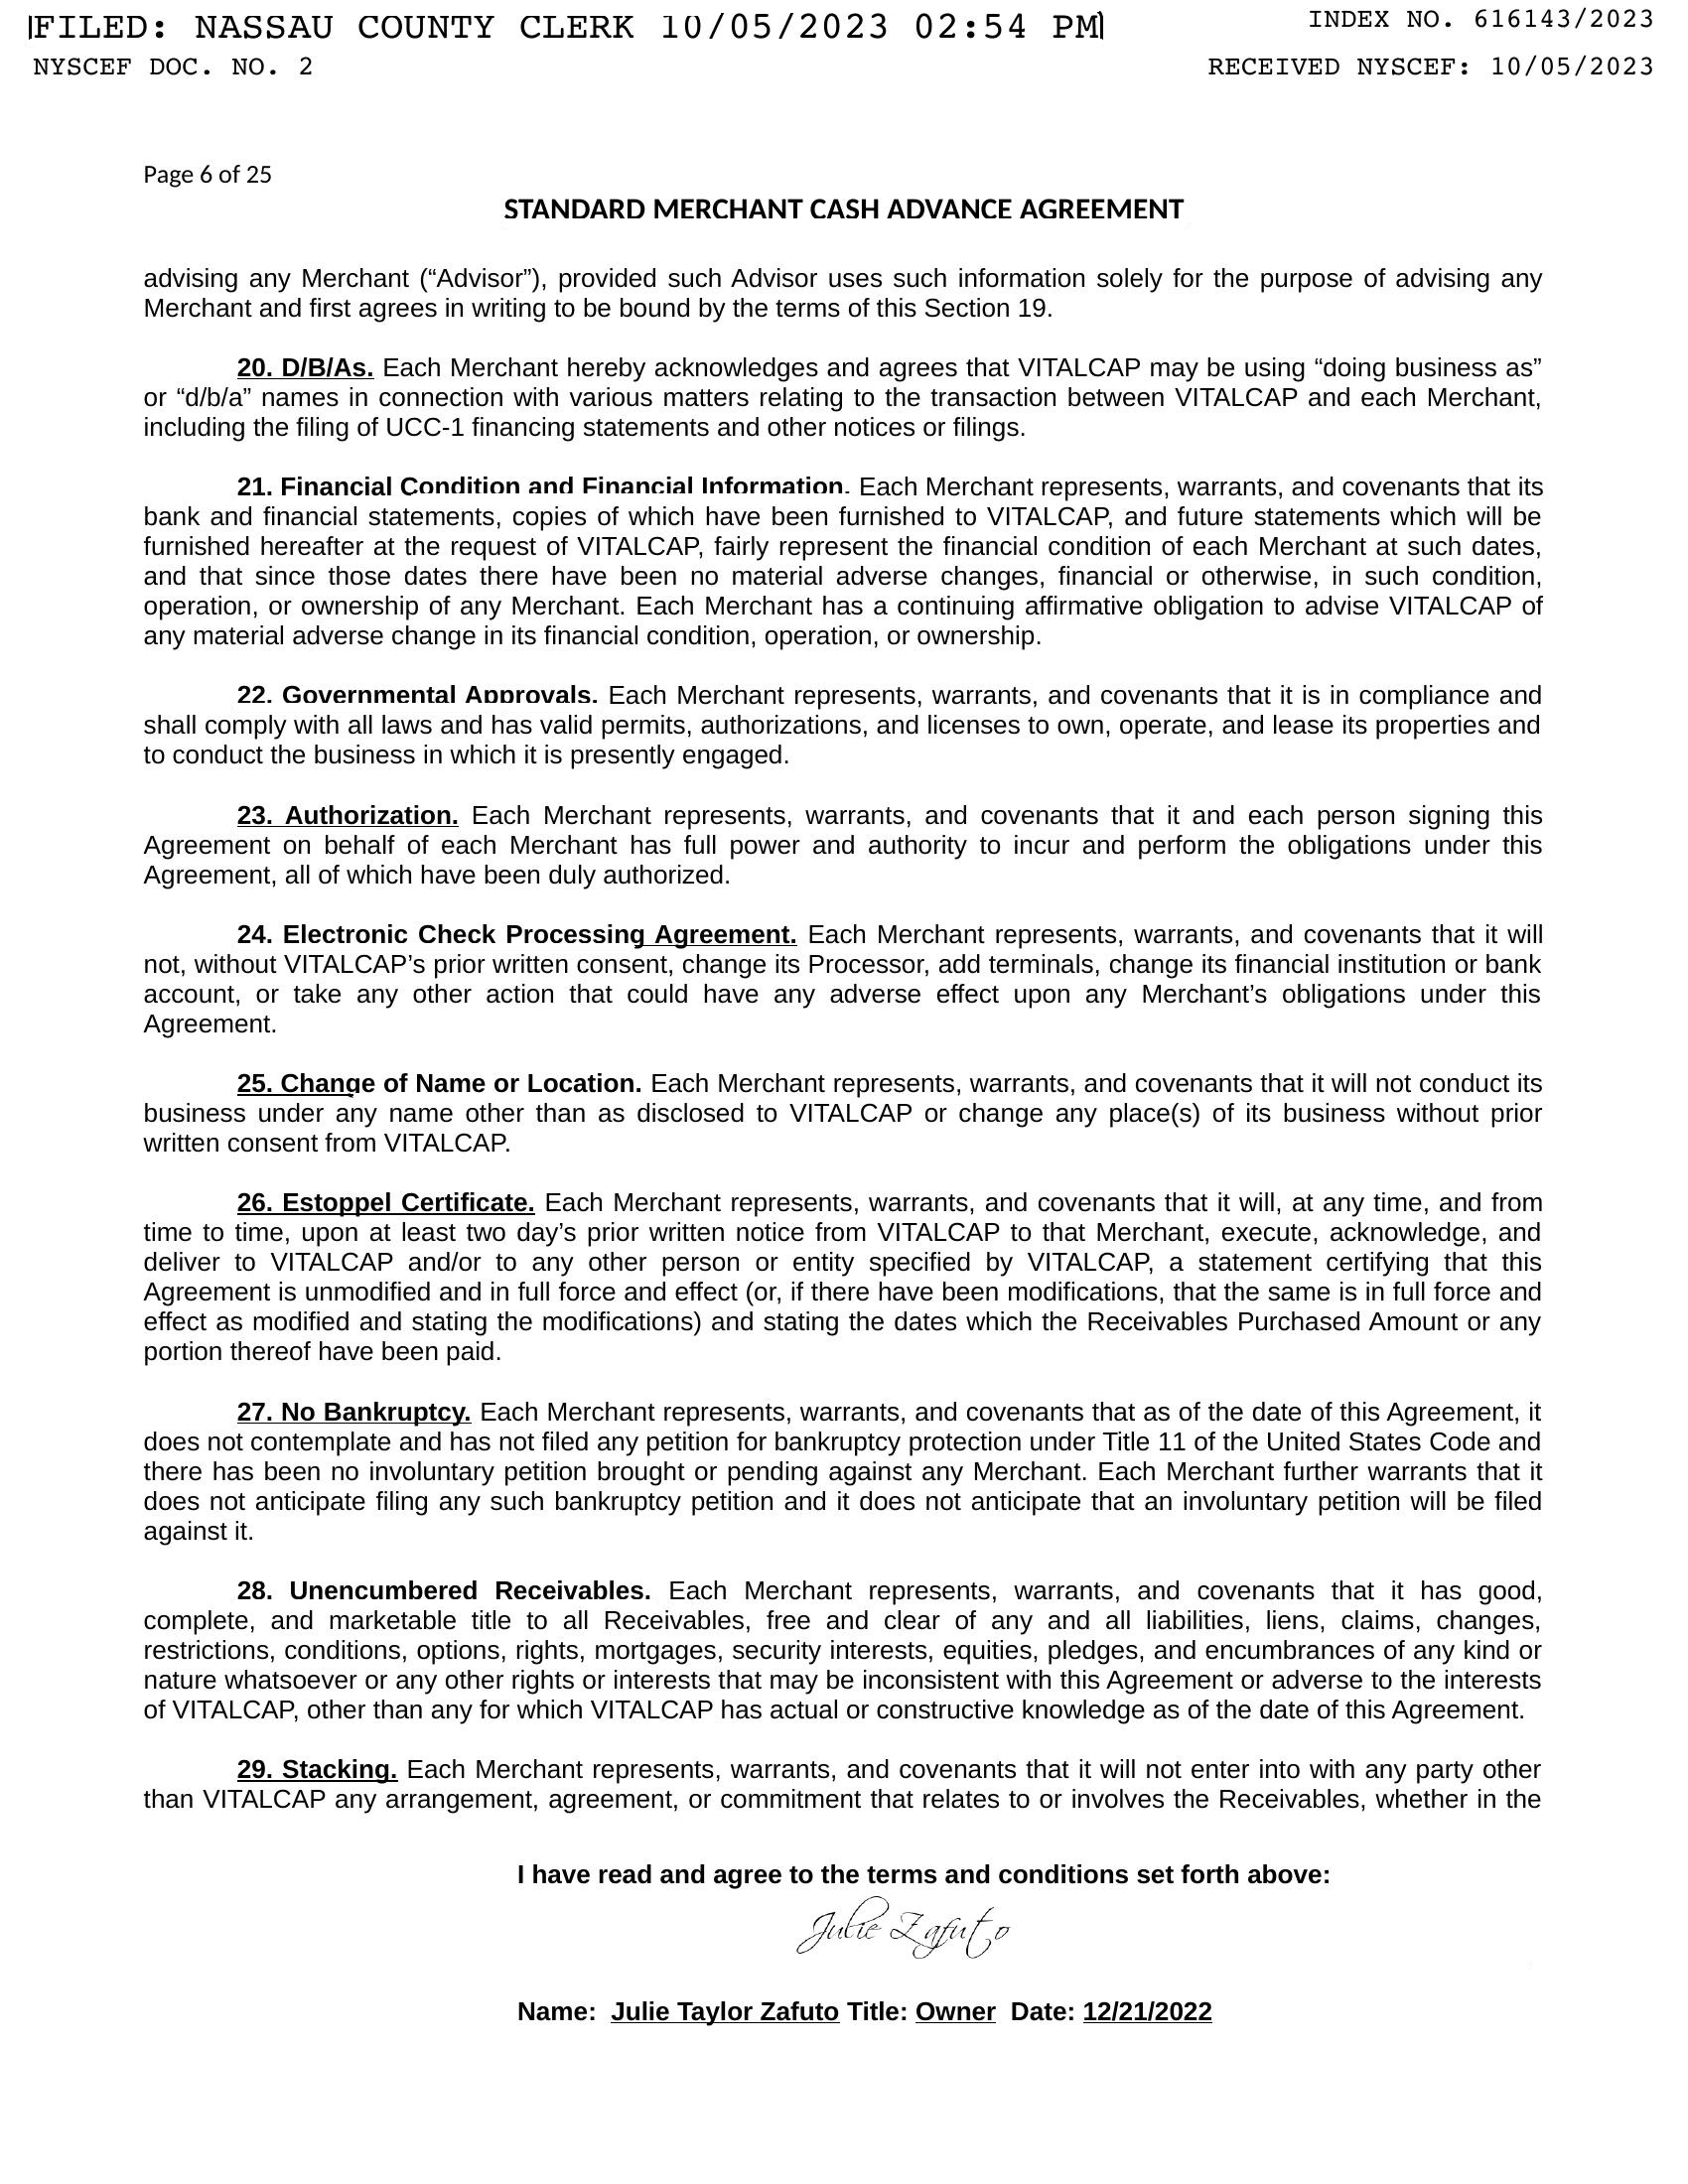 FILED: NASSAU COUNTY CLERK 10/05/2023 02:54 PM
INDEX NO. 616143/2023
NYSCEF DOC. NO. 2
RECEIVED NYSCEF: 10/05/2023
Page 6 of 25
STANDARD MERCHANT CASH ADVANCE AGREEMENT
advising any Merchant (“Advisor”), provided such Advisor uses such information solely for the purpose of advising any
Merchant and first agrees in writing to be bound by the terms of this Section 19.
20. D/B/As. Each Merchant hereby acknowledges and agrees that VITALCAP may be using “doing business as”
or “d/b/a” names in connection with various matters relating to the transaction between VITALCAP and each Merchant,
including the filing of UCC-1 financing statements and other notices or filings.
21. Financial Condition and Financial Information. Each Merchant represents, warrants, and covenants that its
bank and financial statements, copies of which have been furnished to VITALCAP, and future statements which will be
furnished hereafter at the request of VITALCAP, fairly represent the financial condition of each Merchant at such dates,
and that since those dates there have been no material adverse changes, financial or otherwise, in such condition,
operation, or ownership of any Merchant. Each Merchant has a continuing affirmative obligation to advise VITALCAP of
any material adverse change in its financial condition, operation, or ownership.
22. Governmental Approvals. Each Merchant represents, warrants, and covenants that it is in compliance and
shall comply with all laws and has valid permits, authorizations, and licenses to own, operate, and lease its properties and
to conduct the business in which it is presently engaged.
23. Authorization. Each Merchant represents, warrants, and covenants that it and each person signing this
Agreement on behalf of each Merchant has full power and authority to incur and perform the obligations under this
Agreement, all of which have been duly authorized.
24. Electronic Check Processing Agreement. Each Merchant represents, warrants, and covenants that it will
not, without VITALCAP’s prior written consent, change its Processor, add terminals, change its financial institution or bank
account, or take any other action that could have any adverse effect upon any Merchant’s obligations under this
Agreement.
25. Change of Name or Location. Each Merchant represents, warrants, and covenants that it will not conduct its
business under any name other than as disclosed to VITALCAP or change any place(s) of its business without prior
written consent from VITALCAP.
26. Estoppel Certificate. Each Merchant represents, warrants, and covenants that it will, at any time, and from
time to time, upon at least two day’s prior written notice from VITALCAP to that Merchant, execute, acknowledge, and
deliver to VITALCAP and/or to any other person or entity specified by VITALCAP, a statement certifying that this
Agreement is unmodified and in full force and effect (or, if there have been modifications, that the same is in full force and
effect as modified and stating the modifications) and stating the dates which the Receivables Purchased Amount or any
portion thereof have been paid.
27. No Bankruptcy. Each Merchant represents, warrants, and covenants that as of the date of this Agreement, it
does not contemplate and has not filed any petition for bankruptcy protection under Title 11 of the United States Code and
there has been no involuntary petition brought or pending against any Merchant. Each Merchant further warrants that it
does not anticipate filing any such bankruptcy petition and it does not anticipate that an involuntary petition will be filed
against it.
28. Unencumbered Receivables. Each Merchant represents, warrants, and covenants that it has good,
complete, and marketable title to all Receivables, free and clear of any and all liabilities, liens, claims, changes,
restrictions, conditions, options, rights, mortgages, security interests, equities, pledges, and encumbrances of any kind or
nature whatsoever or any other rights or interests that may be inconsistent with this Agreement or adverse to the interests
of VITALCAP, other than any for which VITALCAP has actual or constructive knowledge as of the date of this Agreement.
29. Stacking. Each Merchant represents, warrants, and covenants that it will not enter into with any party other
than VITALCAP any arrangement, agreement, or commitment that relates to or involves the Receivables, whether in the
I have read and agree to the terms and conditions set forth above:
Julie Zafuto
Name: Julie Taylor Zafuto Title: Owner Date: 12/21/2022